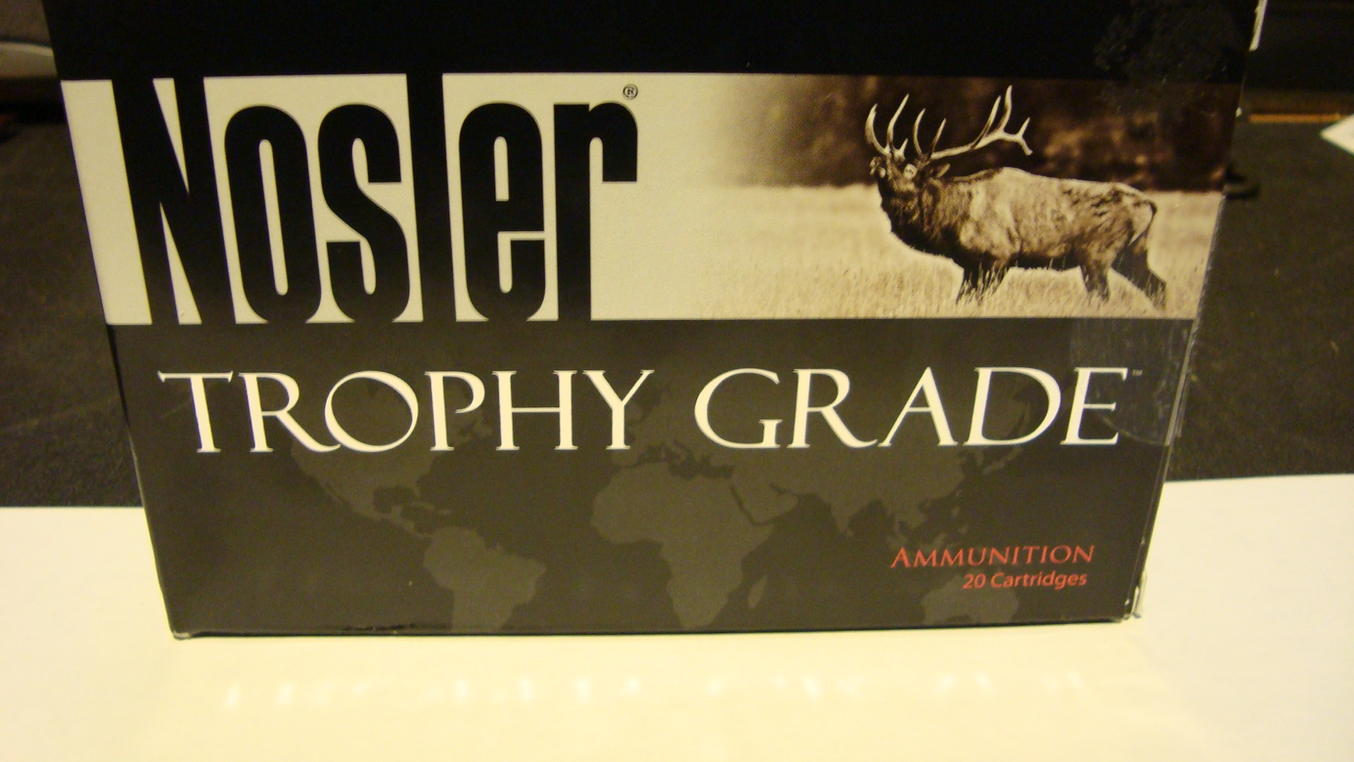 Nosler®
TROPHY GRADE™
AMMUNITION
20 Cartridges